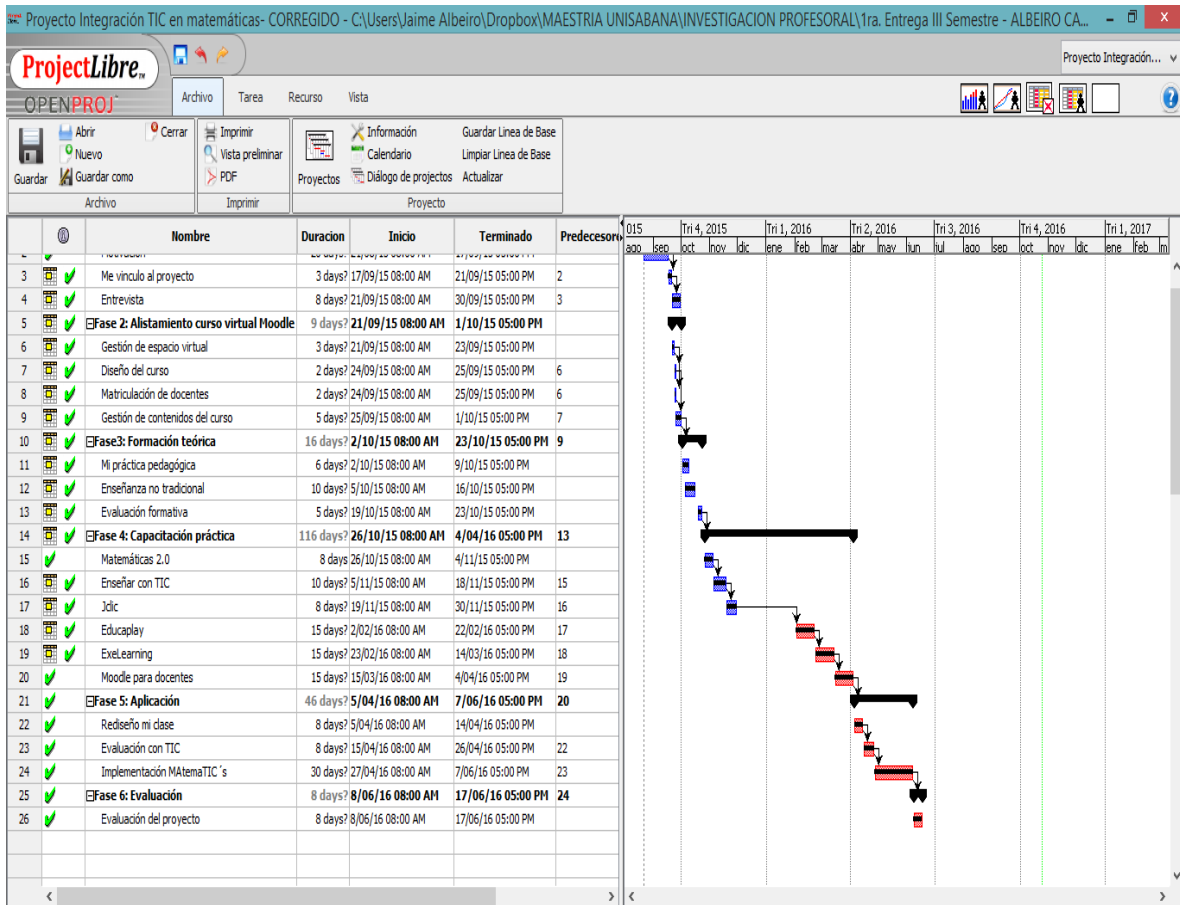 Proyecto Integración TIC en matemáticas- CORREGIDO - C:\Users\Jaime Albeiro\Dropbox\MAESTRIA UNISABANA\INVESTIGACION PROFESORAL\1ra. Entrega III Semestre - ALBEIRO CA...
ProjectLibre™
OPENPROJ
Proyecto Integración...
Archivo Tarea Recurso Vista
Abrir Cerrar Imprimir Información Guardar Linea de Base
Nuevo Vista preliminar Calendario Limpiar Linea de Base
Guardar Guardar como PDF Proyectos Diálogo de projectos Actualizar
Archivo Imprimir Proyecto
Nombre Duracion Inicio Terminado Predecesore
015 Tri 4, 2015 Tri 1, 2016 Tri 2, 2016 Tri 3, 2016 Tri 4, 2016 Tri 1, 2017
ago sep oct nov dic ene feb mar abr may jun jul ago sep oct nov dic ene feb m
3 Me vinculo al proyecto 3 days? 17/09/15 08:00 AM 21/09/15 05:00 PM 2
4 Entrevista 8 days? 21/09/15 08:00 AM 30/09/15 05:00 PM 3
5 Fase 2: Alistamiento curso virtual Moodle 9 days? 21/09/15 08:00 AM 1/10/15 05:00 PM
6 Gestión de espacio virtual 3 days? 21/09/15 08:00 AM 23/09/15 05:00 PM
7 Diseño del curso 2 days? 24/09/15 08:00 AM 25/09/15 05:00 PM 6
8 Matriculación de docentes 2 days? 24/09/15 08:00 AM 25/09/15 05:00 PM 6
9 Gestión de contenidos del curso 5 days? 25/09/15 08:00 AM 1/10/15 05:00 PM 7
10 Fase3: Formación teórica 16 days? 2/10/15 08:00 AM 23/10/15 05:00 PM 9
11 Mi práctica pedagógica 6 days? 2/10/15 08:00 AM 9/10/15 05:00 PM
12 Enseñanza no tradicional 10 days? 5/10/15 08:00 AM 16/10/15 05:00 PM
13 Evaluación formativa 5 days? 19/10/15 08:00 AM 23/10/15 05:00 PM
14 Fase 4: Capacitación práctica 116 days? 26/10/15 08:00 AM 4/04/16 05:00 PM 13
15 Matemáticas 2.0 8 days 26/10/15 08:00 AM 4/11/15 05:00 PM
16 Enseñar con TIC 10 days? 5/11/15 08:00 AM 18/11/15 05:00 PM 15
17 Jclic 8 days? 19/11/15 08:00 AM 30/11/15 05:00 PM 16
18 Educaplay 15 days? 2/02/16 08:00 AM 22/02/16 05:00 PM 17
19 ExeLearning 15 days? 23/02/16 08:00 AM 14/03/16 05:00 PM 18
20 Moodle para docentes 15 days? 15/03/16 08:00 AM 4/04/16 05:00 PM 19
21 Fase 5: Aplicación 46 days? 5/04/16 08:00 AM 7/06/16 05:00 PM 20
22 Rediseño mi clase 8 days? 5/04/16 08:00 AM 14/04/16 05:00 PM
23 Evaluación con TIC 8 days? 15/04/16 08:00 AM 26/04/16 05:00 PM 22
24 Implementación MAtemaTIC´s 30 days? 27/04/16 08:00 AM 7/06/16 05:00 PM 23
25 Fase 6: Evaluación 8 days? 8/06/16 08:00 AM 17/06/16 05:00 PM 24
26 Evaluación del proyecto 8 days? 8/06/16 08:00 AM 17/06/16 05:00 PM